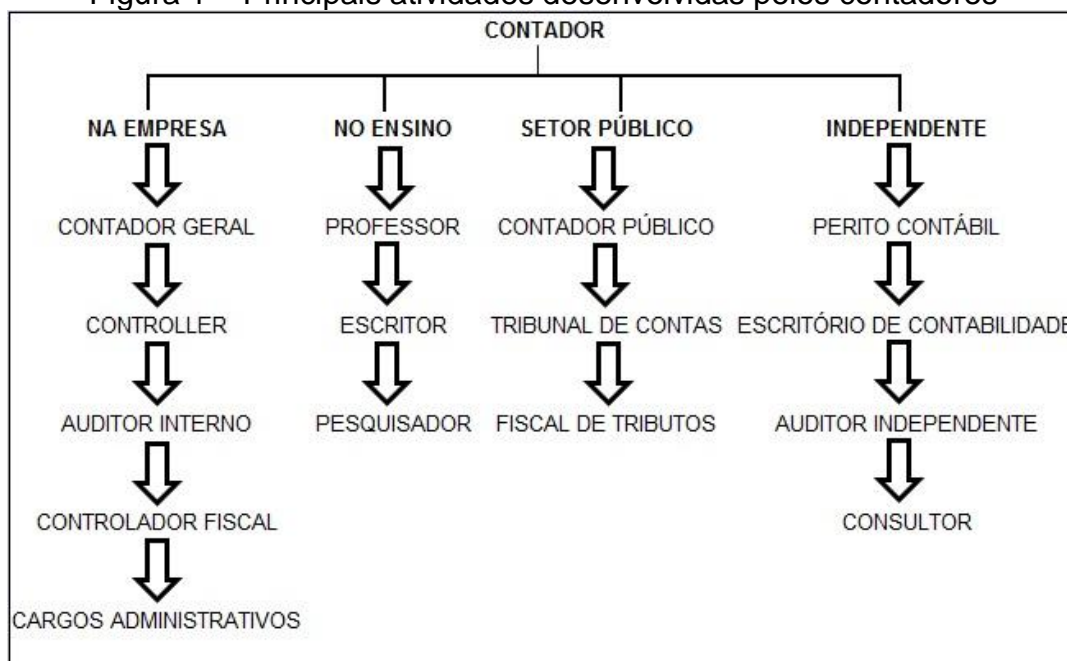 Figura 1 – Principais atividades desenvolvidas pelos contadores
CONTADOR
NA EMPRESA NO ENSINO SETOR PÚBLICO INDEPENDENTE
CONTADOR GERAL PROFESSOR CONTADOR PÚBLICO PERITO CONTÁBIL
CONTROLLER ESCRITOR TRIBUNAL DE CONTAS ESCRITÓRIO DE CONTABILIDADE
AUDITOR INTERNO PESQUISADOR FISCAL DE TRIBUTOS AUDITOR INDEPENDENTE
CONTROLADOR FISCAL CONSULTOR
CARGOS ADMINISTRATIVOS